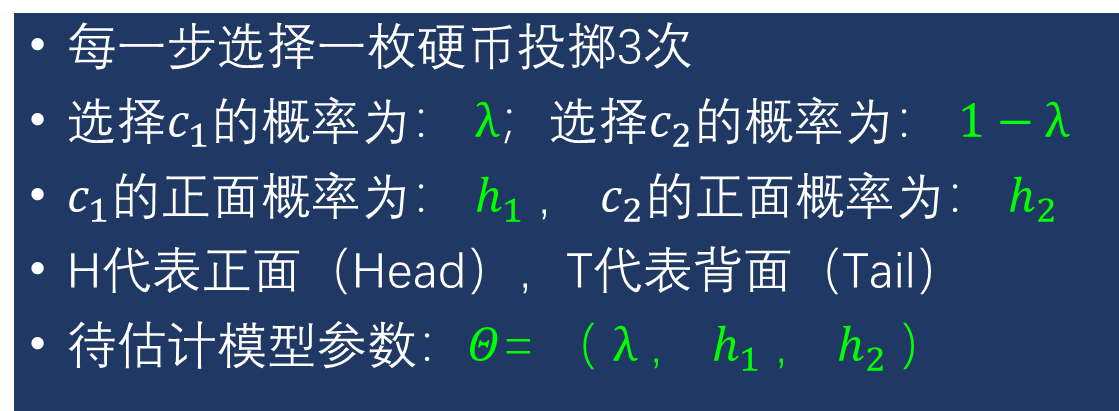 • 每一步选择一枚硬币投掷3次
• 选择c₁的概率为： λ；选择c₂的概率为： 1 − λ
• c₁的正面概率为： h₁ ， c₂的正面概率为： h₂
• H代表正面（Head），T代表背面（Tail）
• 待估计模型参数：Θ= （ λ， h₁ ， h₂ ）